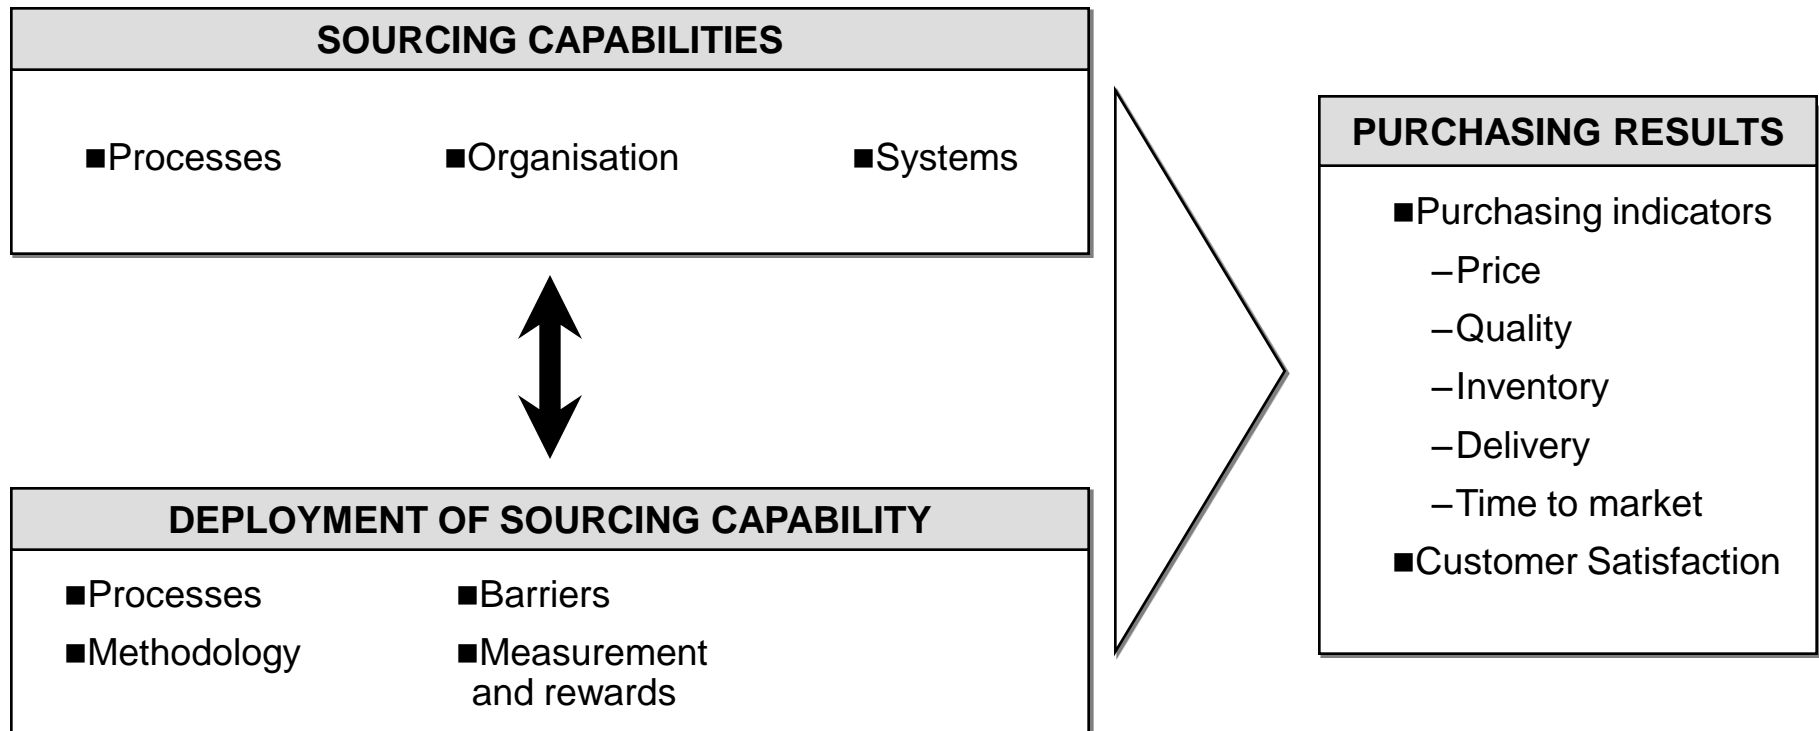 SOURCING CAPABILITIES
■Processes
■Organisation
■Systems
DEPLOYMENT OF SOURCING CAPABILITY
■Processes
■Methodology
■Barriers
■Measurement
and rewards
PURCHASING RESULTS
■Purchasing indicators
–Price
–Quality
–Inventory
–Delivery
–Time to market
■Customer Satisfaction